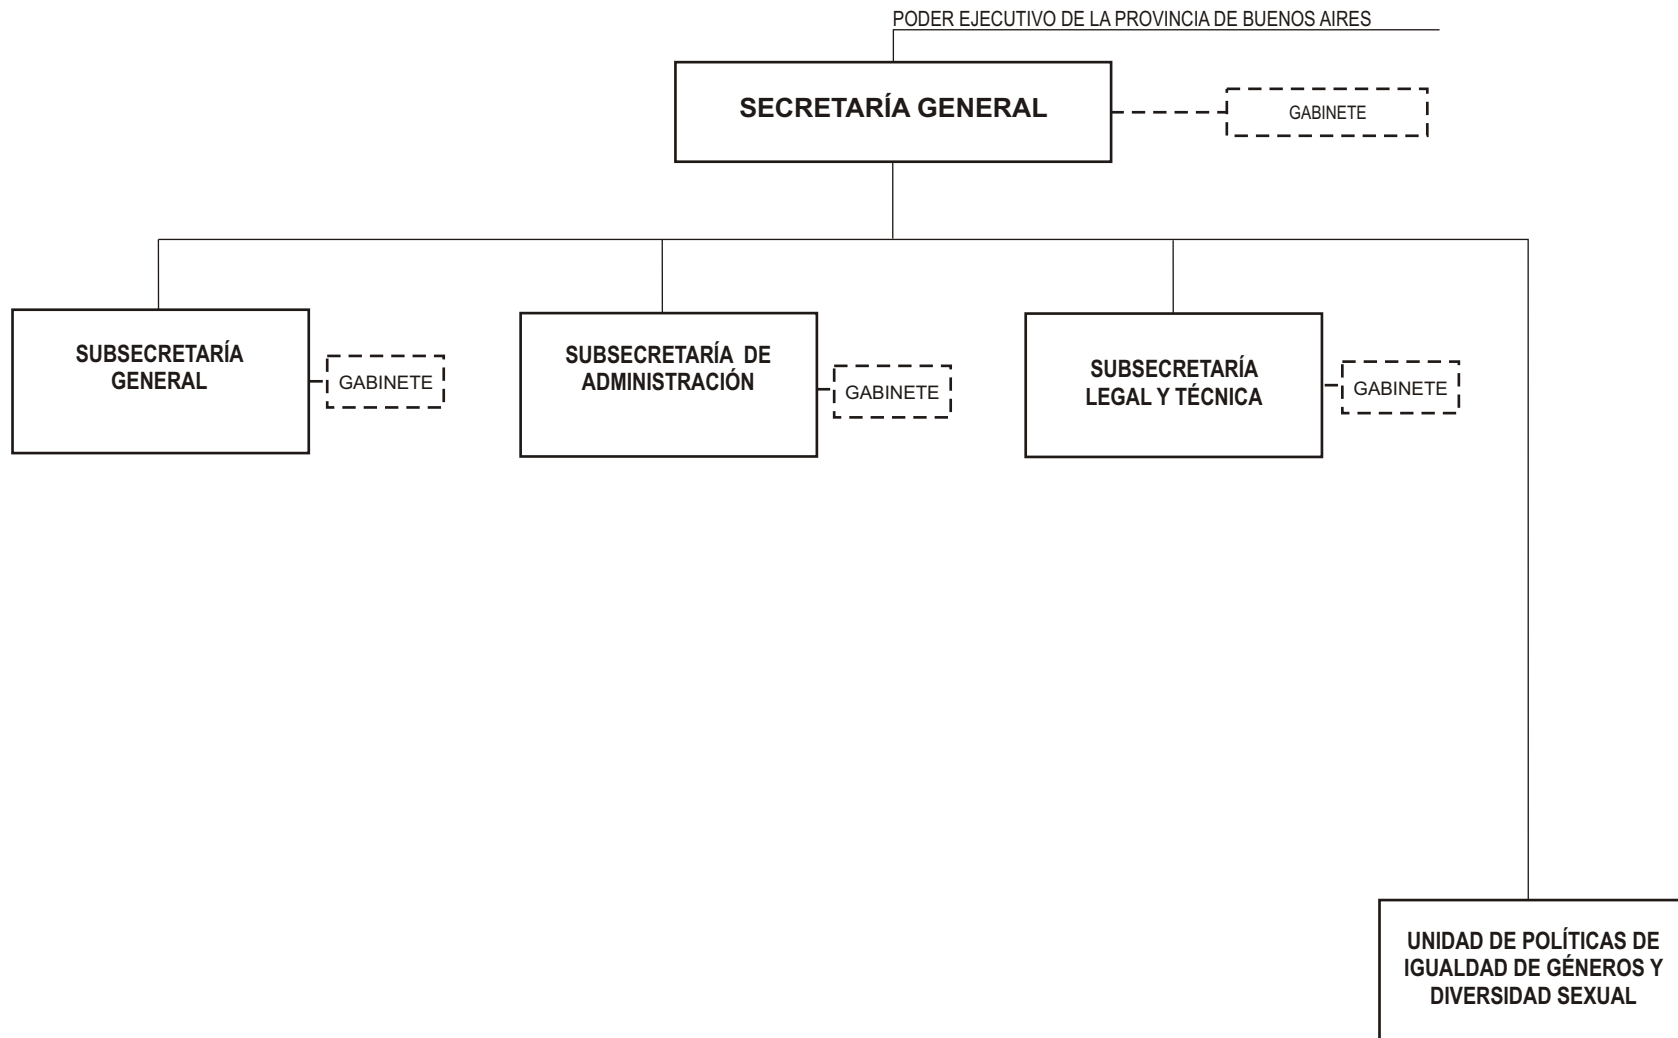 PODER EJECUTIVO DE LA PROVINCIA DE BUENOS AIRES
SECRETARÍA GENERAL
GABINETE
SUBSECRETARÍA
GENERAL
GABINETE
SUBSECRETARÍA DE
ADMINISTRACIÓN
GABINETE
SUBSECRETARÍA
LEGAL Y TÉCNICA
GABINETE
UNIDAD DE POLÍTICAS DE
IGUALDAD DE GÉNEROS Y
DIVERSIDAD SEXUAL